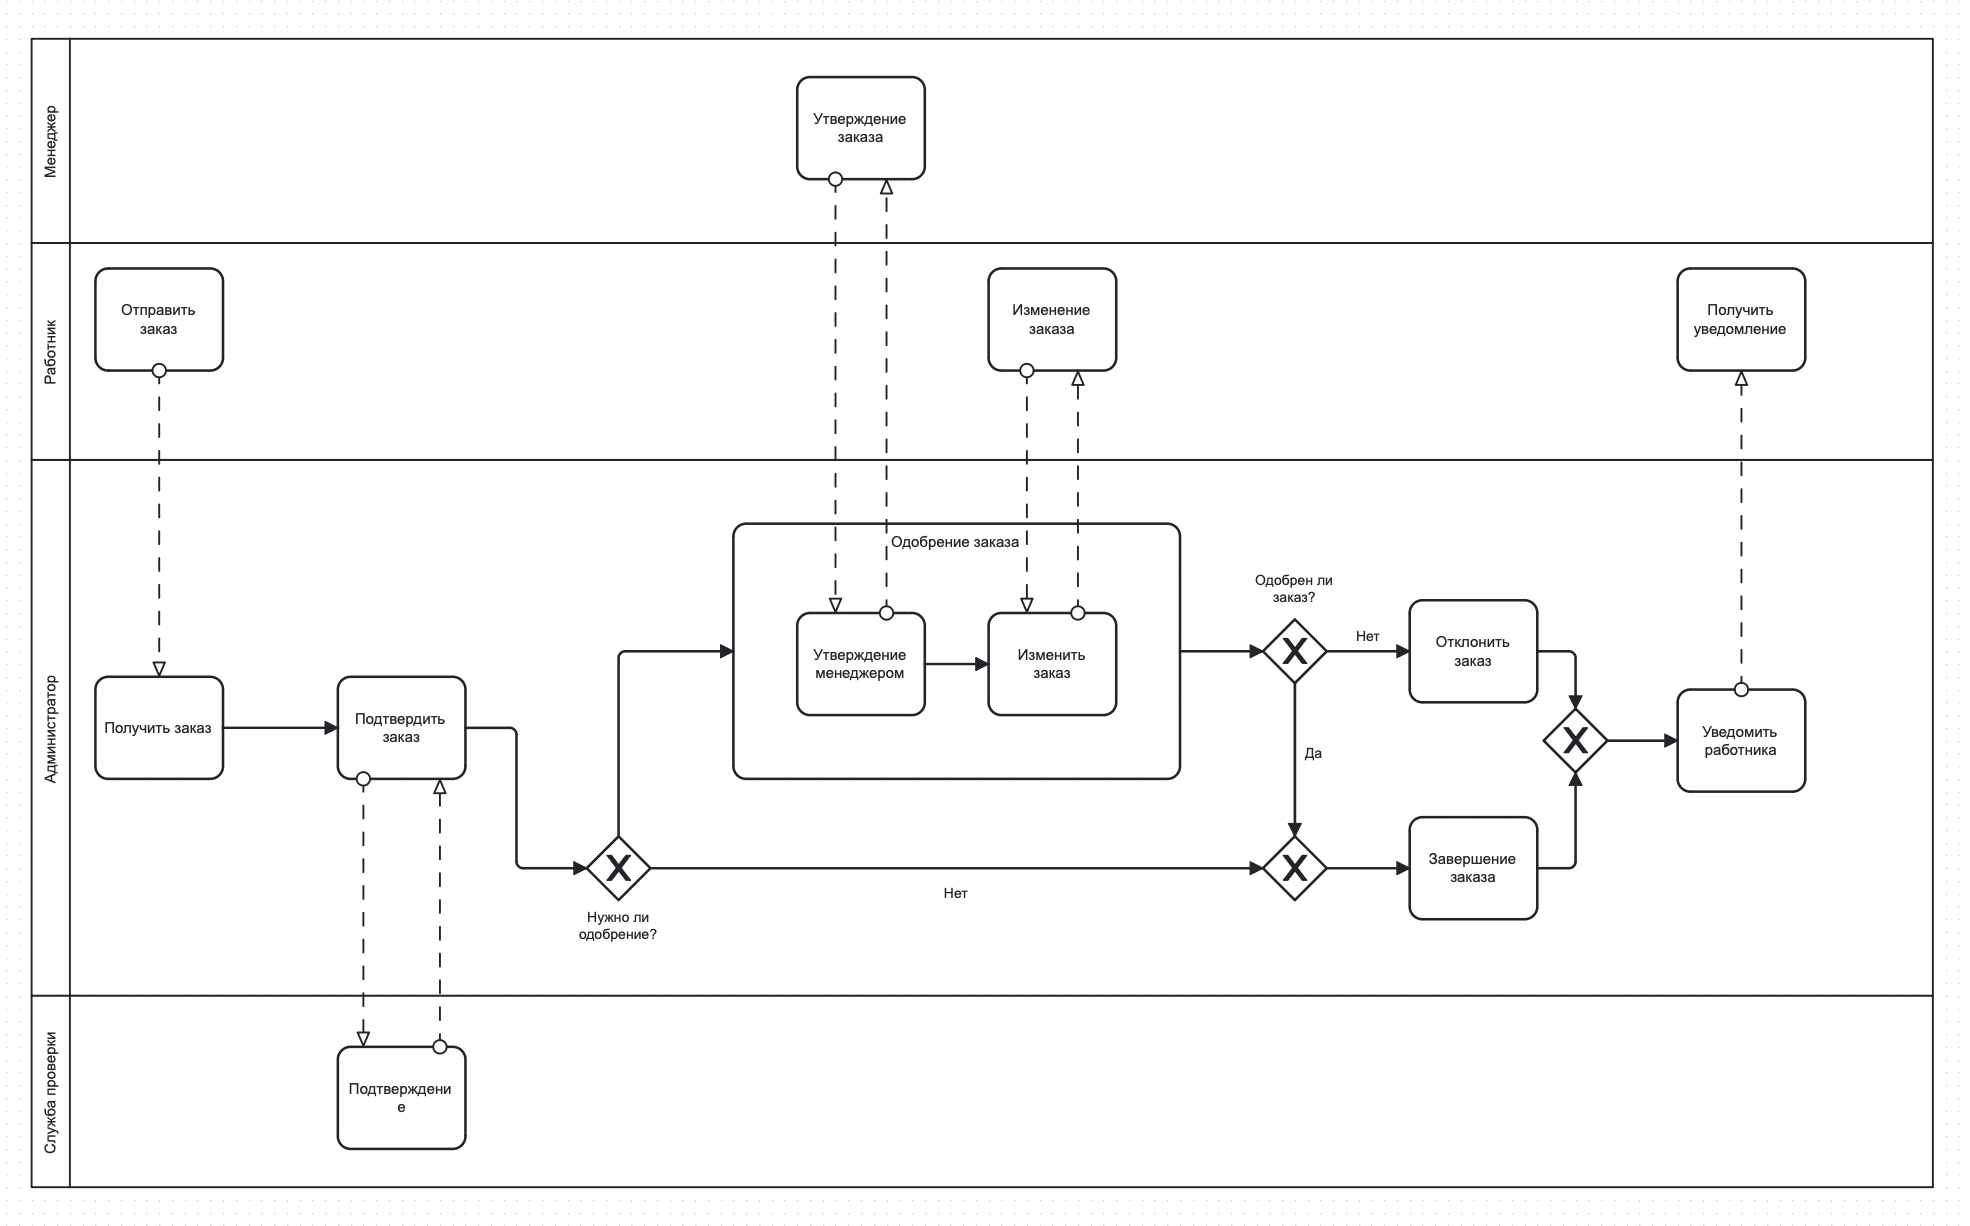 Менеджер
Утверждение
заказа
Работник
Отправить
заказ
Изменение
заказа
Получить
уведомление
Администратор
Одобрение заказа
Утверждение
менеджером
Изменить
заказ
Одобрен ли
заказ?
Нет
Отклонить
заказ
Получить заказ
Подтвердить
заказ
Да
Уведомить
работника
Нужно ли
одобрение?
Нет
Завершение
заказа
Служба проверки
Подтверждени
е